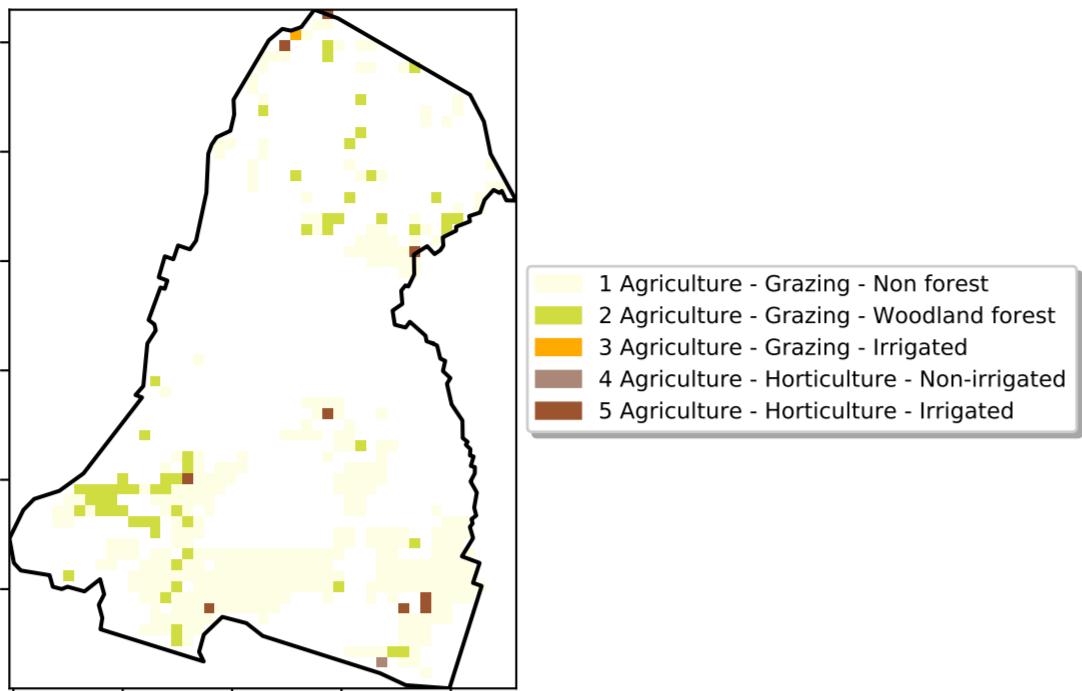 1 Agriculture - Grazing - Non forest
2 Agriculture - Grazing - Woodland forest
3 Agriculture - Grazing - Irrigated
4 Agriculture - Horticulture - Non-irrigated
5 Agriculture - Horticulture - Irrigated